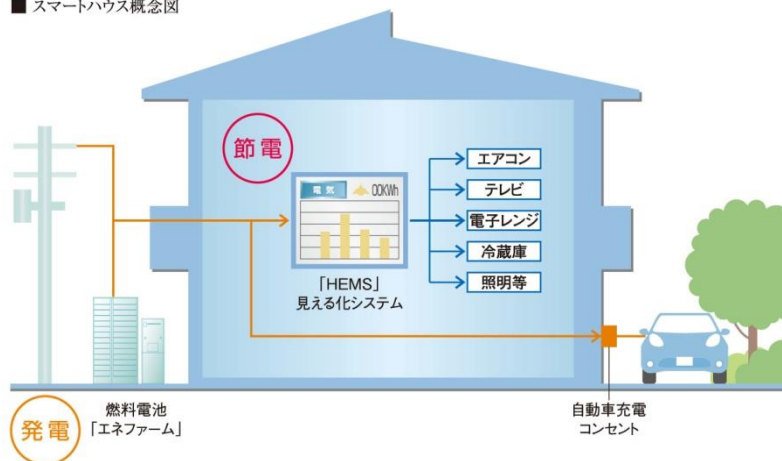 ■ スマートハウス概念図
節電
電気
00KWh
エアコン
テレビ
電子レンジ
冷蔵庫
照明等
「HEMS」
見える化システム
発電
燃料電池
「エネファーム」
自動車充電
コンセント